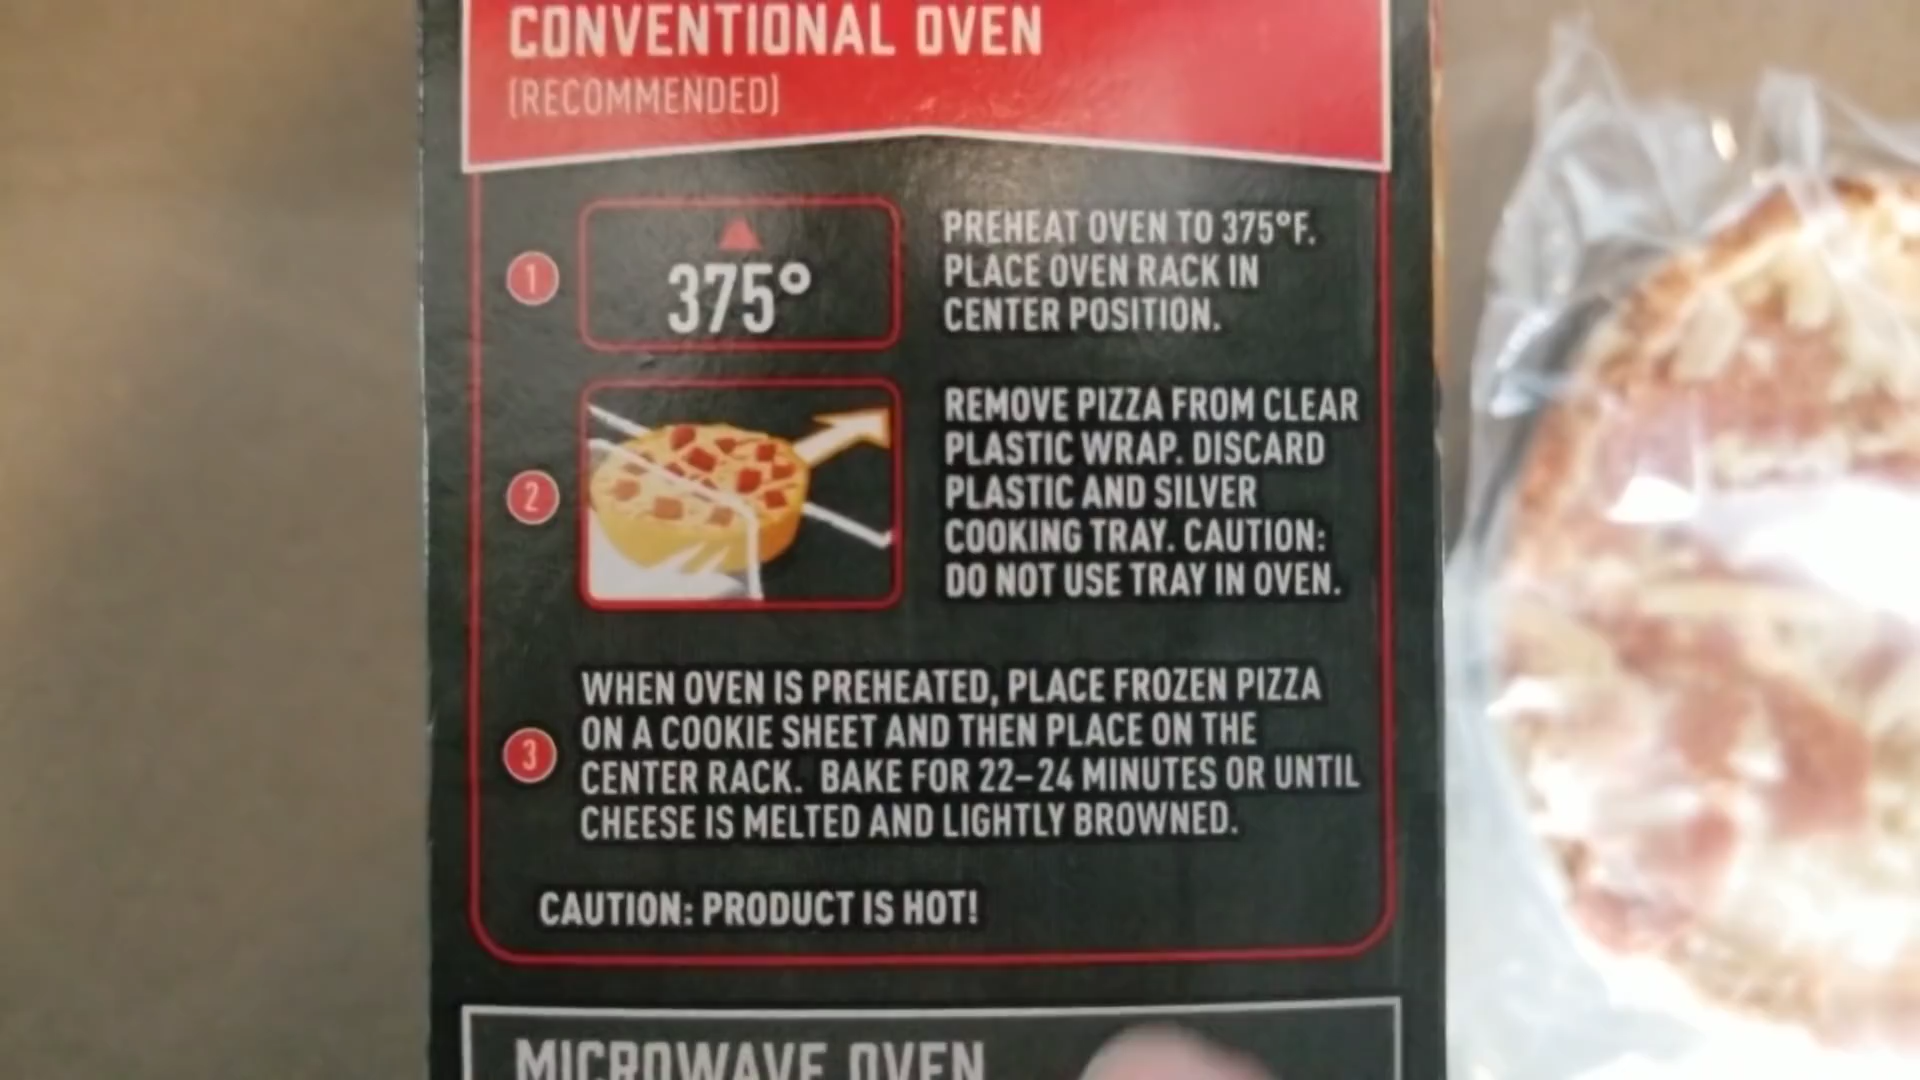 CONVENTIONAL OVEN
(RECOMMENDED)
1
375°
PREHEAT OVEN TO 375°F.
PLACE OVEN RACK IN
CENTER POSITION.
2
REMOVE PIZZA FROM CLEAR
PLASTIC WRAP. DISCARD
PLASTIC AND SILVER
COOKING TRAY. CAUTION:
DO NOT USE TRAY IN OVEN.
3
WHEN OVEN IS PREHEATED, PLACE FROZEN PIZZA
ON A COOKIE SHEET AND THEN PLACE ON THE
CENTER RACK. BAKE FOR 22–24 MINUTES OR UNTIL
CHEESE IS MELTED AND LIGHTLY BROWNED.
CAUTION: PRODUCT IS HOT!
MICROWAVE OVEN